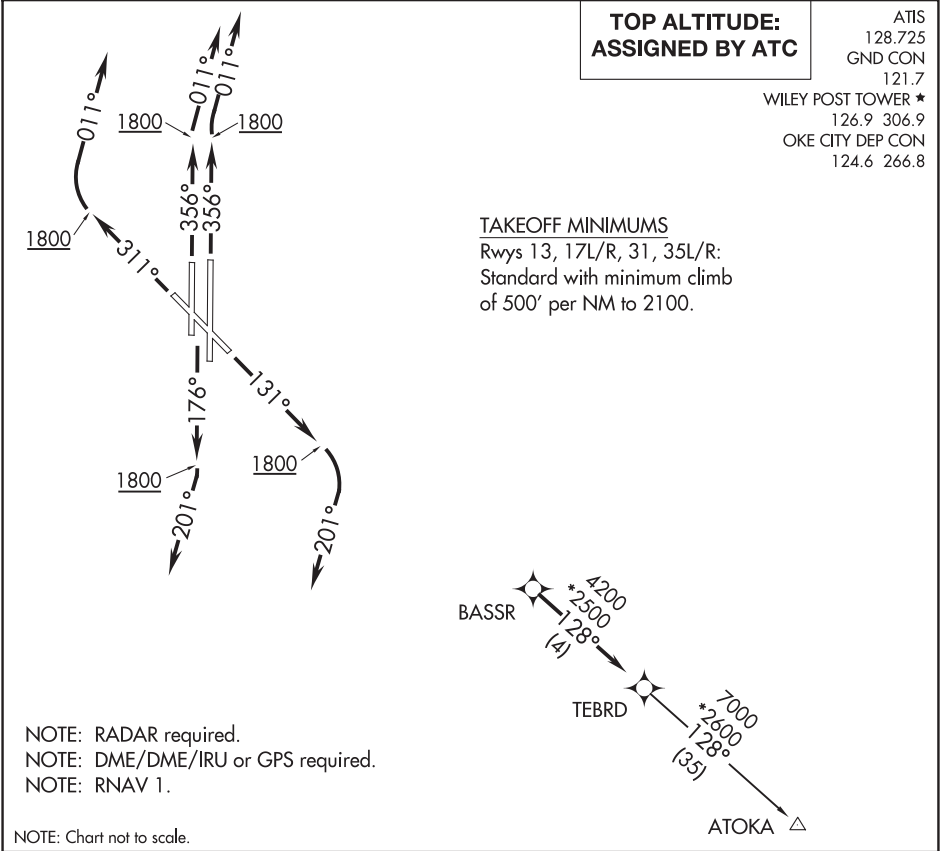 TOP ALTITUDE:
ASSIGNED BY ATC
ATIS
128.725
GND CON
121.7
WILEY POST TOWER ★
126.9 306.9
OKE CITY DEP CON
124.6 266.8
011°
011°
011°
1800
1800
356°
356°
1800
311°
TAKEOFF MINIMUMS
Rwys 13, 17L/R, 31, 35L/R:
Standard with minimum climb
of 500' per NM to 2100.
176°
131°
1800
1800
201°
201°
BASSR
4200
*2500
128°
(4)
TEBRD
7000
*2600
128°
(35)
ATOKA
NOTE: RADAR required.
NOTE: DME/DME/IRU or GPS required.
NOTE: RNAV 1.
NOTE: Chart not to scale.